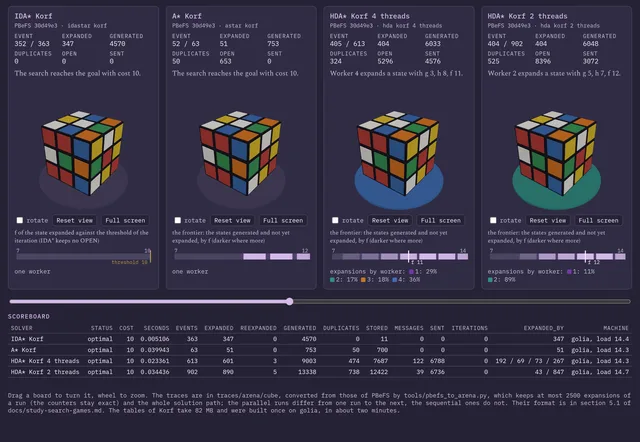 IDA* Korf
PBeFS 30d49e3 · idastar korf
EVENT EXPANDED GENERATED
352 / 363 347 4570
DUPLICATES OPEN SENT
0 0 0
The search reaches the goal with cost 10.
rotate Reset view Full screen
f of the state expanded against the threshold of the
iteration (IDA* keeps no OPEN)
7 10
threshold 10
one worker
A* Korf
PBeFS 30d49e3 · astar korf
EVENT EXPANDED GENERATED
52 / 63 51 753
DUPLICATES OPEN SENT
50 653 0
The search reaches the goal with cost 10.
rotate Reset view Full screen
the frontier: the states generated and not yet
expanded, by f (darker where more)
7 12
one worker
HDA* Korf 4 threads
PBeFS 30d49e3 · hda korf 4 threads
EVENT EXPANDED GENERATED
405 / 613 404 6033
DUPLICATES OPEN SENT
324 5296 4576
Worker 4 expands a state with g 3, h 8, f 11.
rotate Reset view Full screen
the frontier: the states generated and not yet
expanded, by f (darker where more)
7 14
f 11
expansions by worker: 1: 29%
2: 17% 3: 18% 4: 36%
HDA* Korf 2 threads
PBeFS 30d49e3 · hda korf 2 threads
EVENT EXPANDED GENERATED
404 / 902 404 6048
DUPLICATES OPEN SENT
525 8396 3072
Worker 2 expands a state with g 5, h 7, f 12.
rotate Reset view Full screen
the frontier: the states generated and not yet
expanded, by f (darker where more)
7 14
f 12
expansions by worker: 1: 11%
2: 89%
SCOREBOARD
SOLVER STATUS COST SECONDS EVENTS EXPANDED REEXPANDED GENERATED DUPLICATES STORED MESSAGES SENT ITERATIONS EXPANDED_BY MACHINE
IDA* Korf optimal 10 0.005106 363 347 0 4570 0 11 0 0 1 347 golia, load 14.4
A* Korf optimal 10 0.039943 63 51 0 753 50 700 0 0 51 golia, load 14.3
HDA* Korf 4 threads optimal 10 0.023361 613 601 3 9003 474 7687 122 6788 0 192 / 69 / 73 / 267 golia, load 14.3
HDA* Korf 2 threads optimal 10 0.034436 902 890 5 13338 738 12422 39 6736 0 43 / 847 golia, load 14.7
Drag a board to turn it, wheel to zoom. The traces are in traces/arena/cube, converted from those of PBeFS by tools/pbefs_to_arena.py, which keeps at most 2500 expansions of
a run (the counters stay exact) and the whole solution path; the parallel runs differ from one run to the next, the sequential ones do not. Their format is in section 5.1 of
docs/study-search-games.md. The tables of Korf take 82 MB and were built once on golia, in about two minutes.